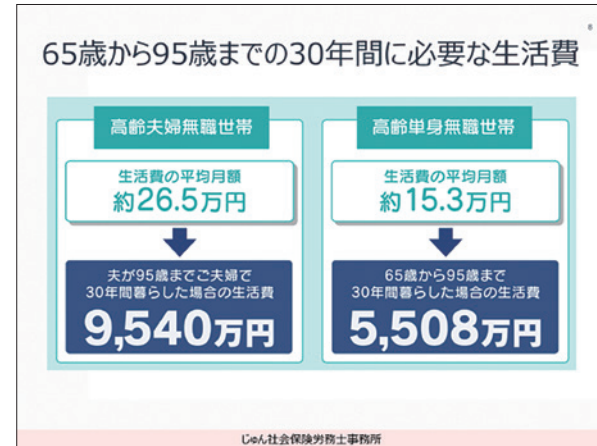 8
65歳から95歳までの30年間に必要な生活費
高齢夫婦無職世帯
生活費の平均月額
約26.5万円
夫が95歳までご夫婦で
30年間暮らした場合の生活費
9,540万円
高齢単身無職世帯
生活費の平均月額
約15.3万円
65歳から95歳まで
30年間暮らした場合の生活費
5,508万円
じゅん社会保険労務士事務所